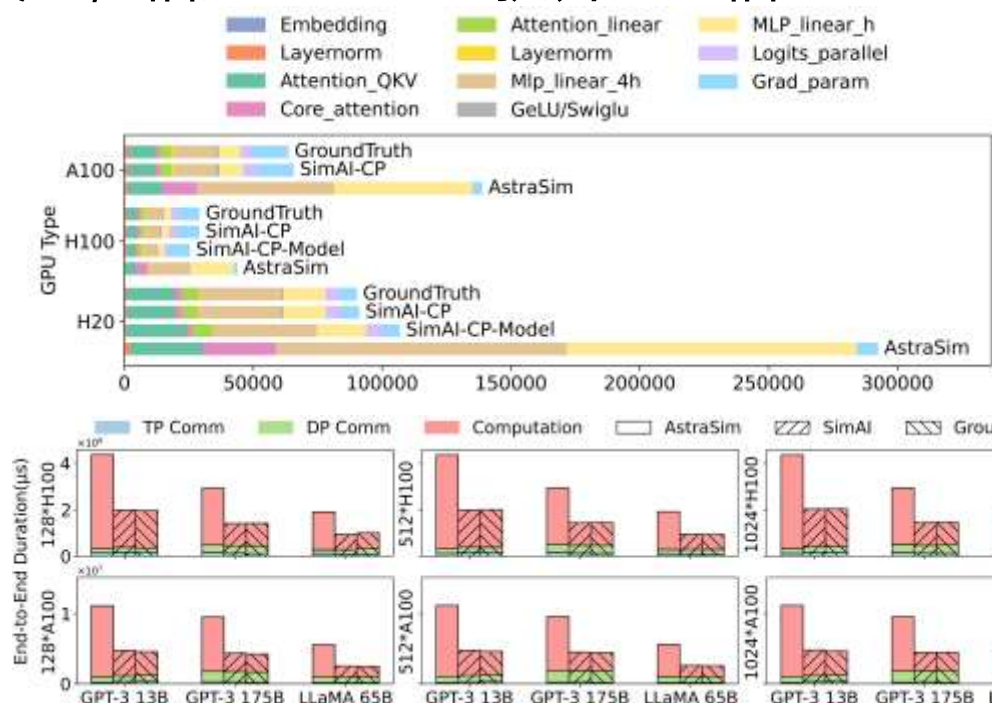 Embedding Attention_linear MLP_linear_h
Layemorm Layemorm Logits_parallel
Attention_QKV Mlp_linear_4h Grad_param
Core_attention GeLU/Swiglu
GroundTruth
A100 SimAI-CP
AstraSim
GroundTruth
SimAI-CP
H100
SimAI-CP-Model
AstraSim
GPU Type
GroundTruth
H20 SimAI-CP
SimAI-CP-Model
AstraSim
0 50000 100000 150000 200000 250000 300000
TP Comm DP Comm Computation AstraSim SimAI Grou
End-to-End Duration(μs)
128*H100 4 2 0
512*H100
1024*H100
128*A100 1 0
512*A100
1024*A100
GPT-3 13B GPT-3 175B LLaMA 65B GPT-3 13B GPT-3 175B LLaMA 65B GPT-3 13B GPT-3 175B